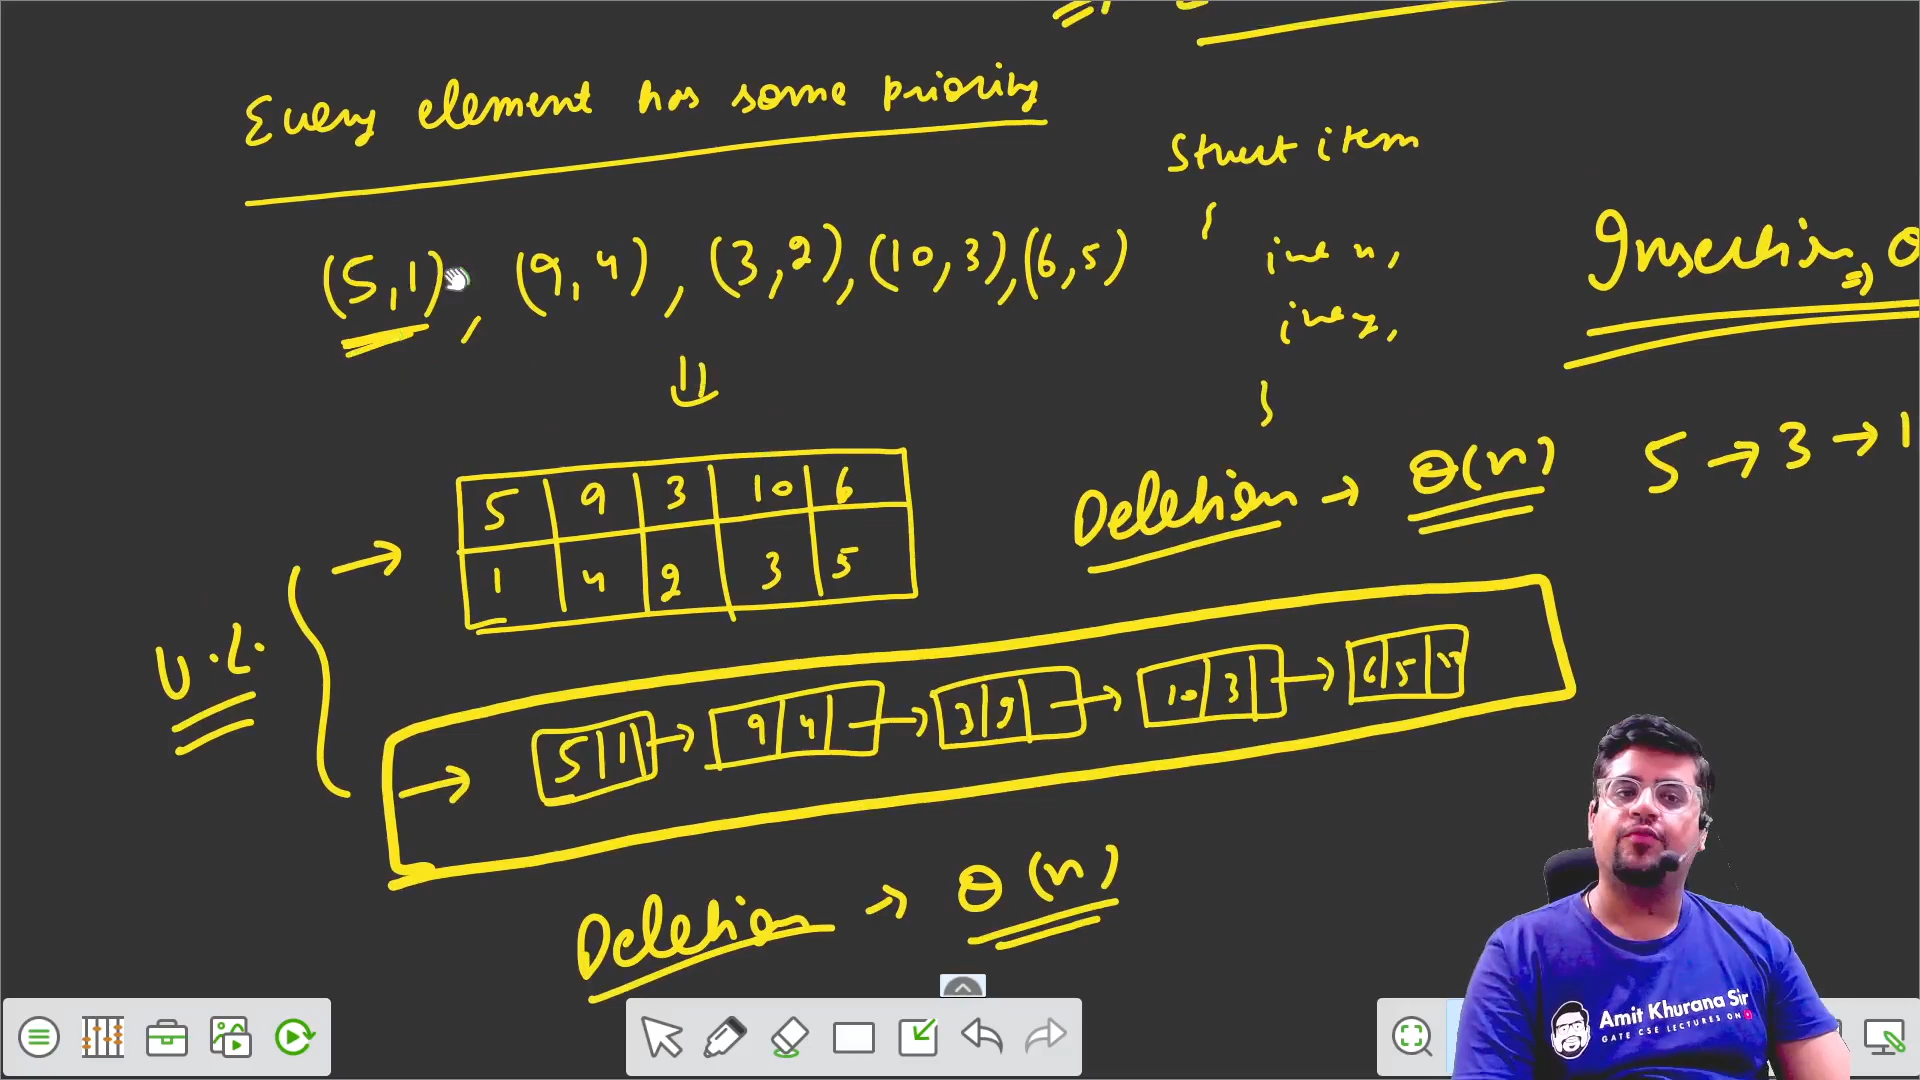 Every element has some priority
Struct item
{
int x,
int y,
}
(5,1), (9,4), (3,2), (10,3), (6,5)
Insertion, O
5 9 3 10 6
1 4 2 3 5
Deletion → Θ(n)
5 → 3 → 1
U.L.
→ 5|1 → 9|4 → 3|2 → 10|3 → 6|5
Deletion → Θ(n)
Amit Khurana Sir
GATE CSE LECTURES ON